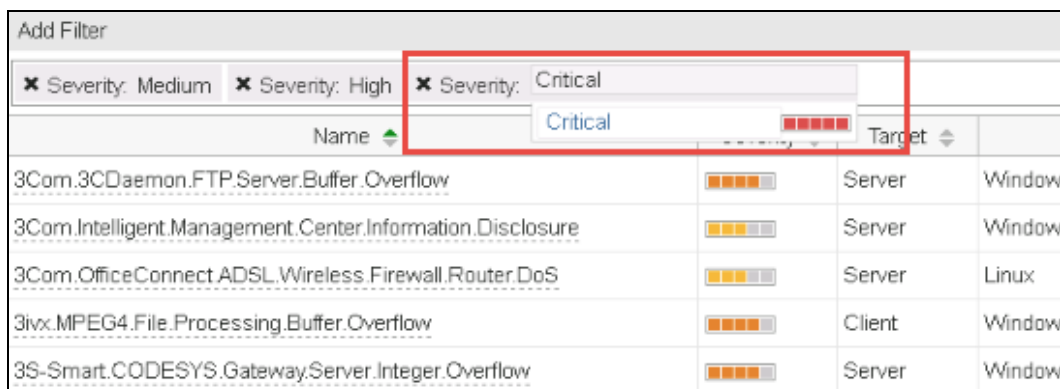 Add Filter
✖ Severity: Medium ✖ Severity: High ✖ Severity: Critical
Critical
Name Target
3Com.3CDaemon.FTP.Server.Buffer.Overflow Server Window
3Com.Intelligent.Management.Center.Information.Disclosure Server Window
3Com.OfficeConnect.ADSL.Wireless.Firewall.Router.DoS Server Linux
3ivx.MPEG4.File.Processing.Buffer.Overflow Client Window
3S-Smart.CODESYS.Gateway.Server.Integer.Overflow Server Window